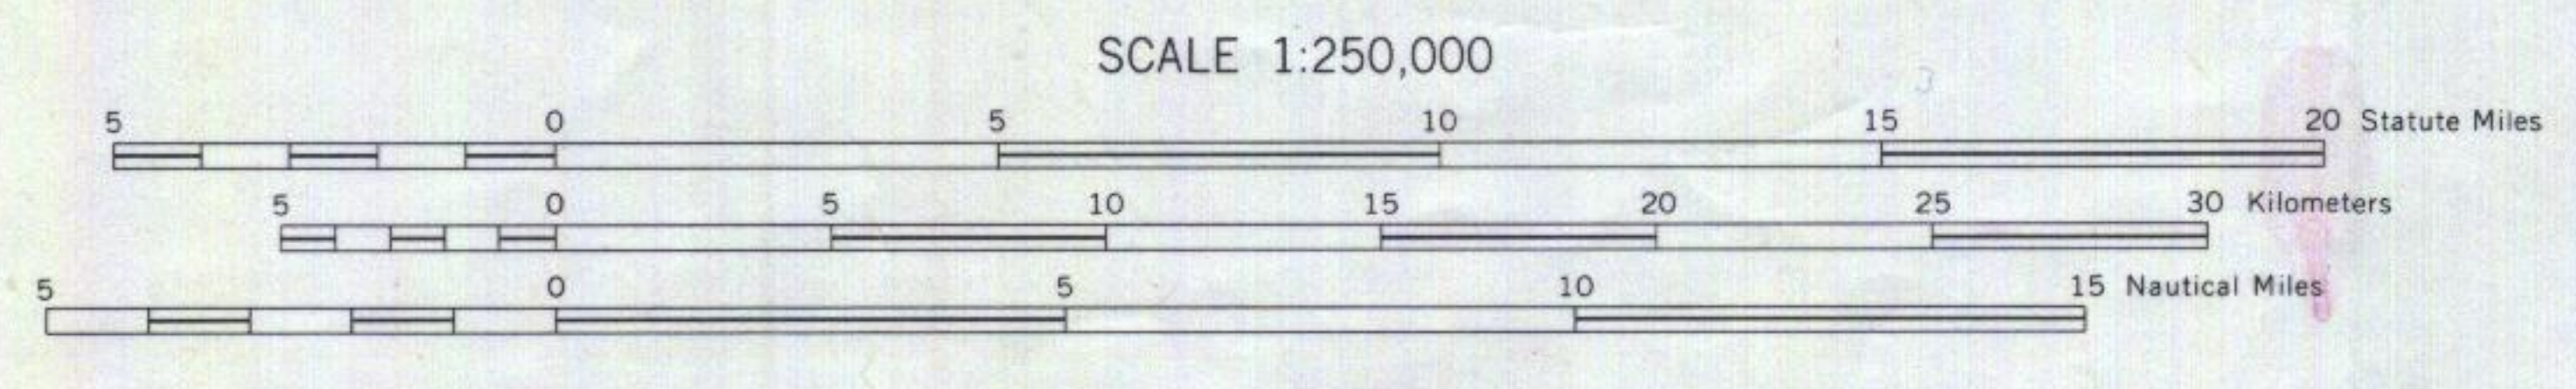 SCALE 1:250,000
5 0 5 10 15 20 Statute Miles
5 0 5 10 15 20 25 30 Kilometers
5 0 5 10 15 Nautical Miles